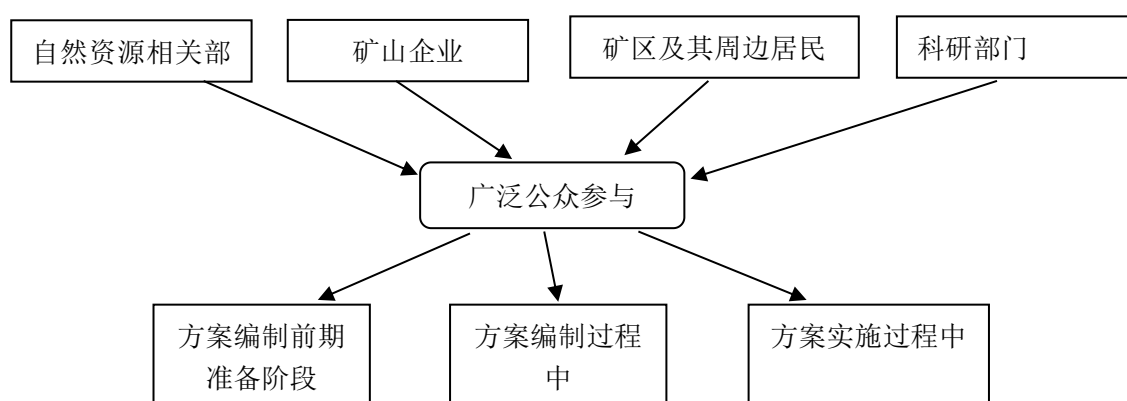 自然资源相关部
矿山企业
矿区及其周边居民
科研部门
广泛公众参与
方案编制前期
准备阶段
方案编制过程
中
方案实施过程中